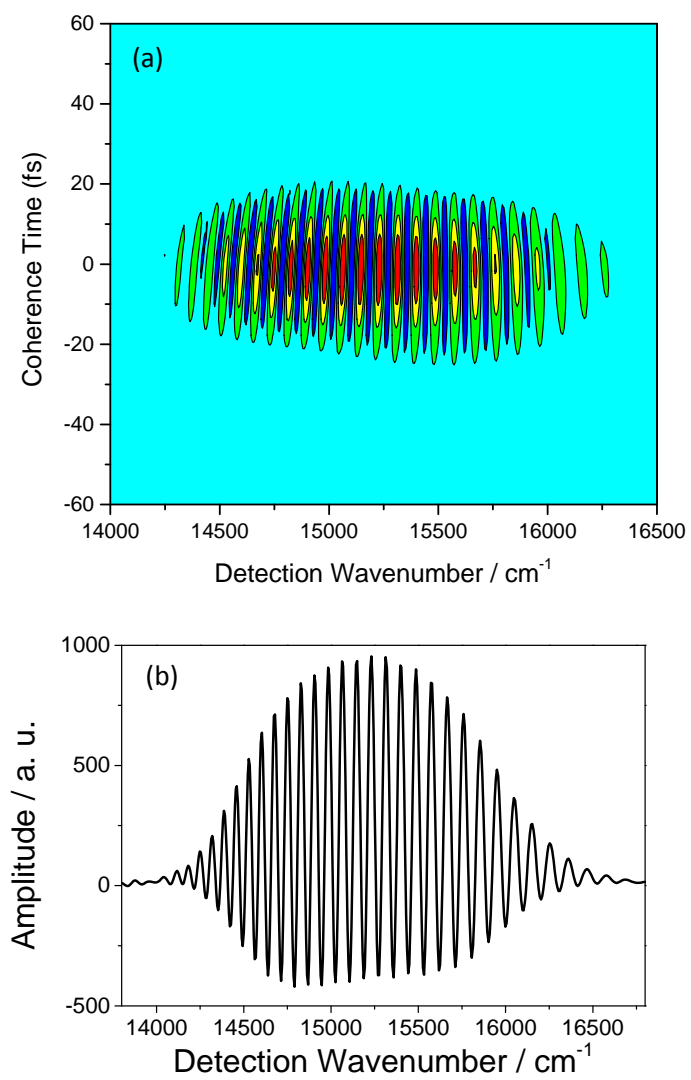 (a)
60
40
20
0
-20
-40
-60
Coherence Time (fs)
14000 14500 15000 15500 16000 16500
Detection Wavenumber / cm⁻¹
(b)
1000
500
0
-500
Amplitude / a. u.
14000 14500 15000 15500 16000 16500
Detection Wavenumber / cm⁻¹